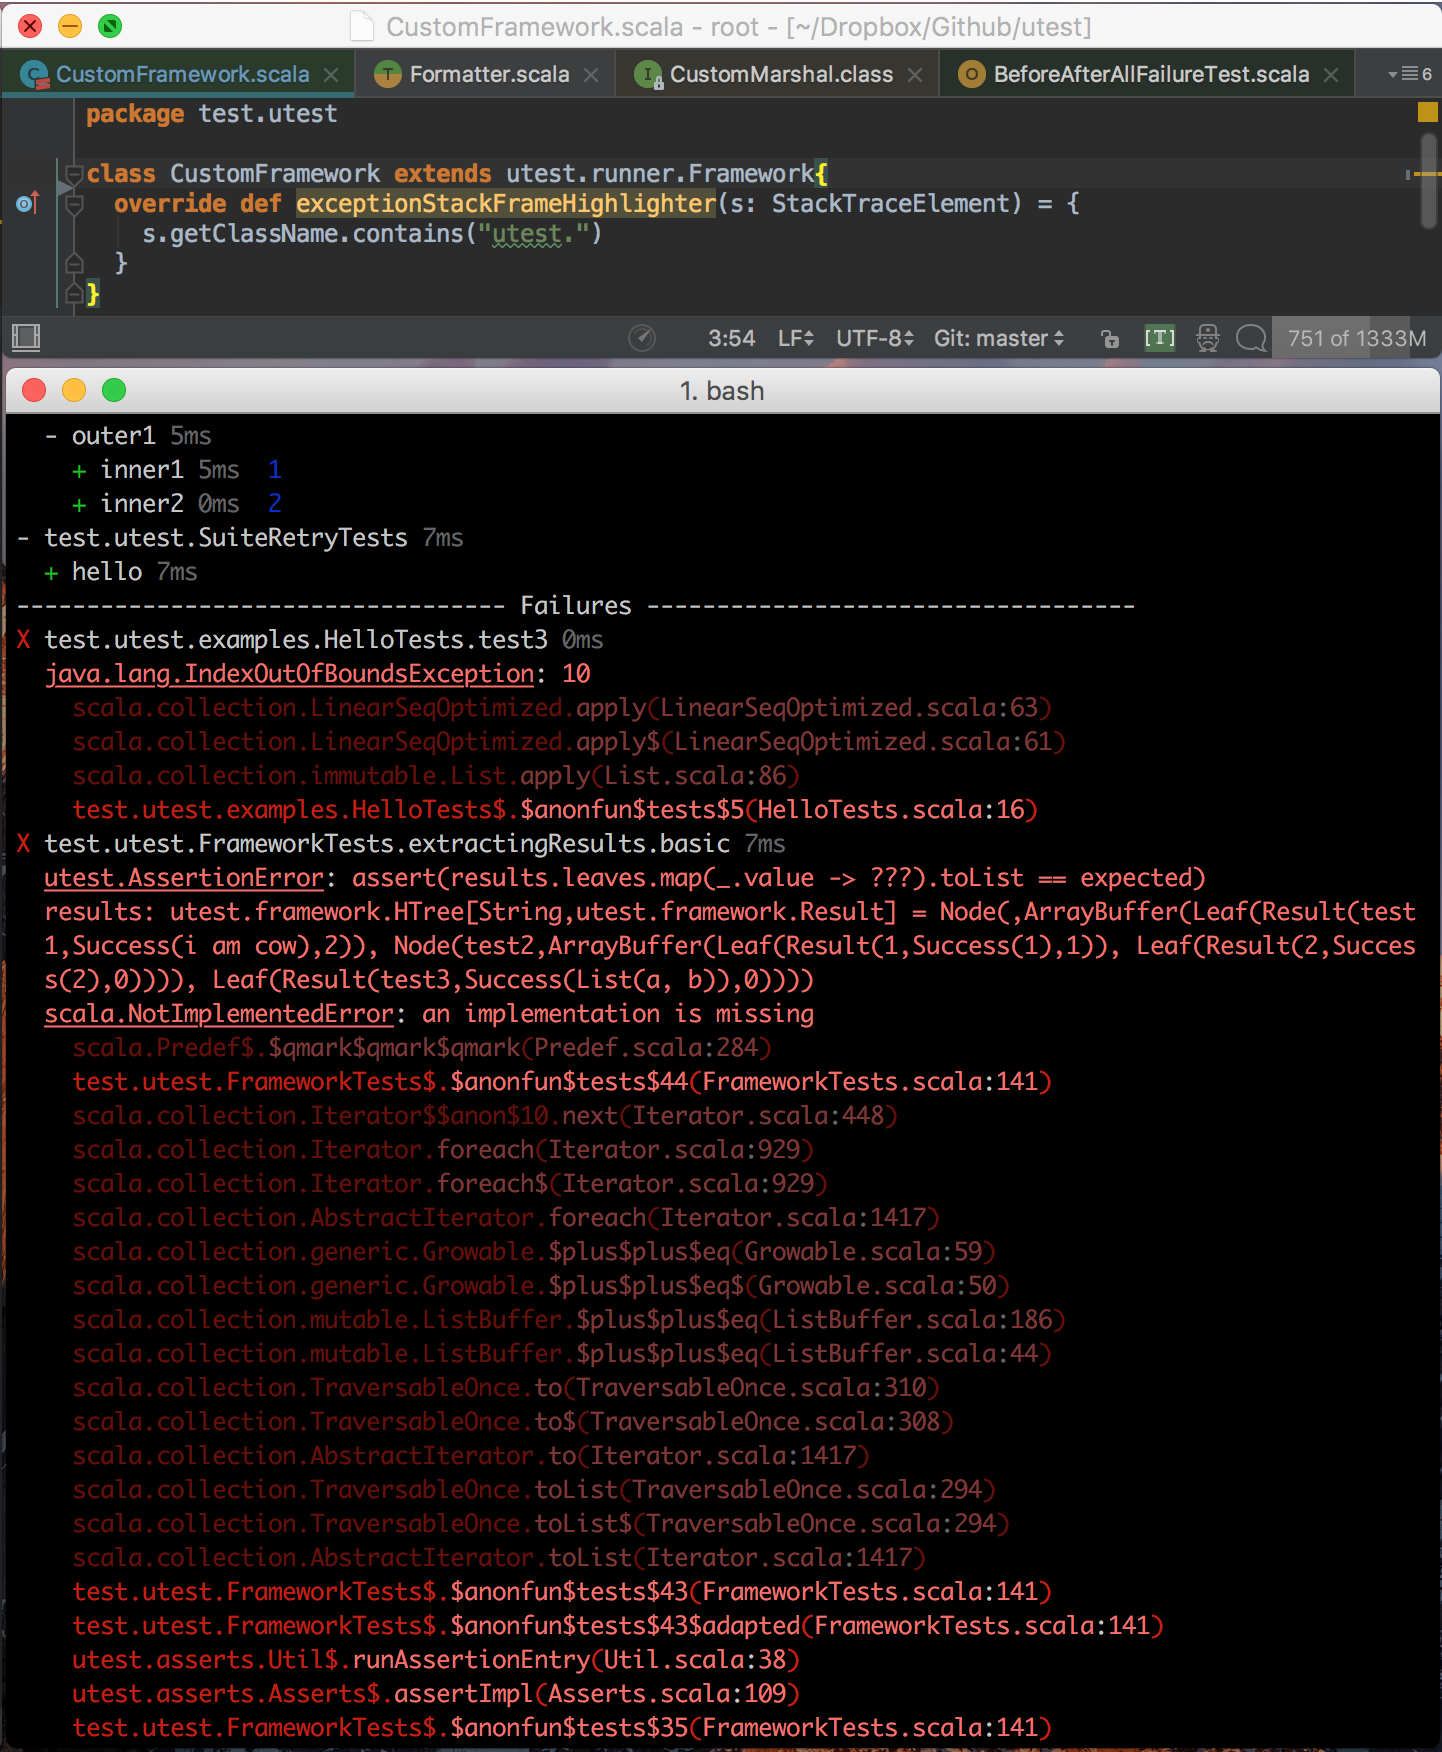 CustomFramework.scala - root - [~/Dropbox/Github/utest]
CustomFramework.scala Formatter.scala CustomMarshal.class BeforeAfterAllFailureTest.scala 6
package test.utest
class CustomFramework extends utest.runner.Framework{
override def exceptionStackFrameHighlighter(s: StackTraceElement) = {
s.getClassName.contains("utest.")
}
}
3:54 LF UTF-8 Git: master [T] 751 of 1333M
1. bash
- outer1 5ms
+ inner1 5ms 1
+ inner2 0ms 2
- test.utest.SuiteRetryTests 7ms
+ hello 7ms
----------------------------------- Failures -----------------------------------
X test.utest.examples.HelloTests.test3 0ms
java.lang.IndexOutOfBoundsException: 10
scala.collection.LinearSeqOptimized.apply(LinearSeqOptimized.scala:63)
scala.collection.LinearSeqOptimized.apply$(LinearSeqOptimized.scala:61)
scala.collection.immutable.List.apply(List.scala:86)
test.utest.examples.HelloTests$.$anonfun$tests$5(HelloTests.scala:16)
X test.utest.FrameworkTests.extractingResults.basic 7ms
utest.AssertionError: assert(results.leaves.map(_.value -> ???).toList == expected)
results: utest.framework.HTree[String,utest.framework.Result] = Node(,ArrayBuffer(Leaf(Result(test
1,Success(i am cow),2)), Node(test2,ArrayBuffer(Leaf(Result(1,Success(1),1)), Leaf(Result(2,Succes
s(2),0)))), Leaf(Result(test3,Success(List(a, b)),0))))
scala.NotImplementedError: an implementation is missing
scala.Predef$.$qmark$qmark$qmark(Predef.scala:284)
test.utest.FrameworkTests$.$anonfun$tests$44(FrameworkTests.scala:141)
scala.collection.Iterator$$anon$10.next(Iterator.scala:448)
scala.collection.Iterator.foreach(Iterator.scala:929)
scala.collection.Iterator.foreach$(Iterator.scala:929)
scala.collection.AbstractIterator.foreach(Iterator.scala:1417)
scala.collection.generic.Growable.$plus$plus$eq(Growable.scala:59)
scala.collection.generic.Growable.$plus$plus$eq$(Growable.scala:50)
scala.collection.mutable.ListBuffer.$plus$plus$eq(ListBuffer.scala:186)
scala.collection.mutable.ListBuffer.$plus$plus$eq(ListBuffer.scala:44)
scala.collection.TraversableOnce.to(TraversableOnce.scala:310)
scala.collection.TraversableOnce.to$(TraversableOnce.scala:308)
scala.collection.AbstractIterator.to(Iterator.scala:1417)
scala.collection.TraversableOnce.toList(TraversableOnce.scala:294)
scala.collection.TraversableOnce.toList$(TraversableOnce.scala:294)
scala.collection.AbstractIterator.toList(Iterator.scala:1417)
test.utest.FrameworkTests$.$anonfun$tests$43(FrameworkTests.scala:141)
test.utest.FrameworkTests$.$anonfun$tests$43$adapted(FrameworkTests.scala:141)
utest.asserts.Util$.runAssertionEntry(Util.scala:38)
utest.asserts.Asserts$.assertImpl(Asserts.scala:109)
test.utest.FrameworkTests$.$anonfun$tests$35(FrameworkTests.scala:141)